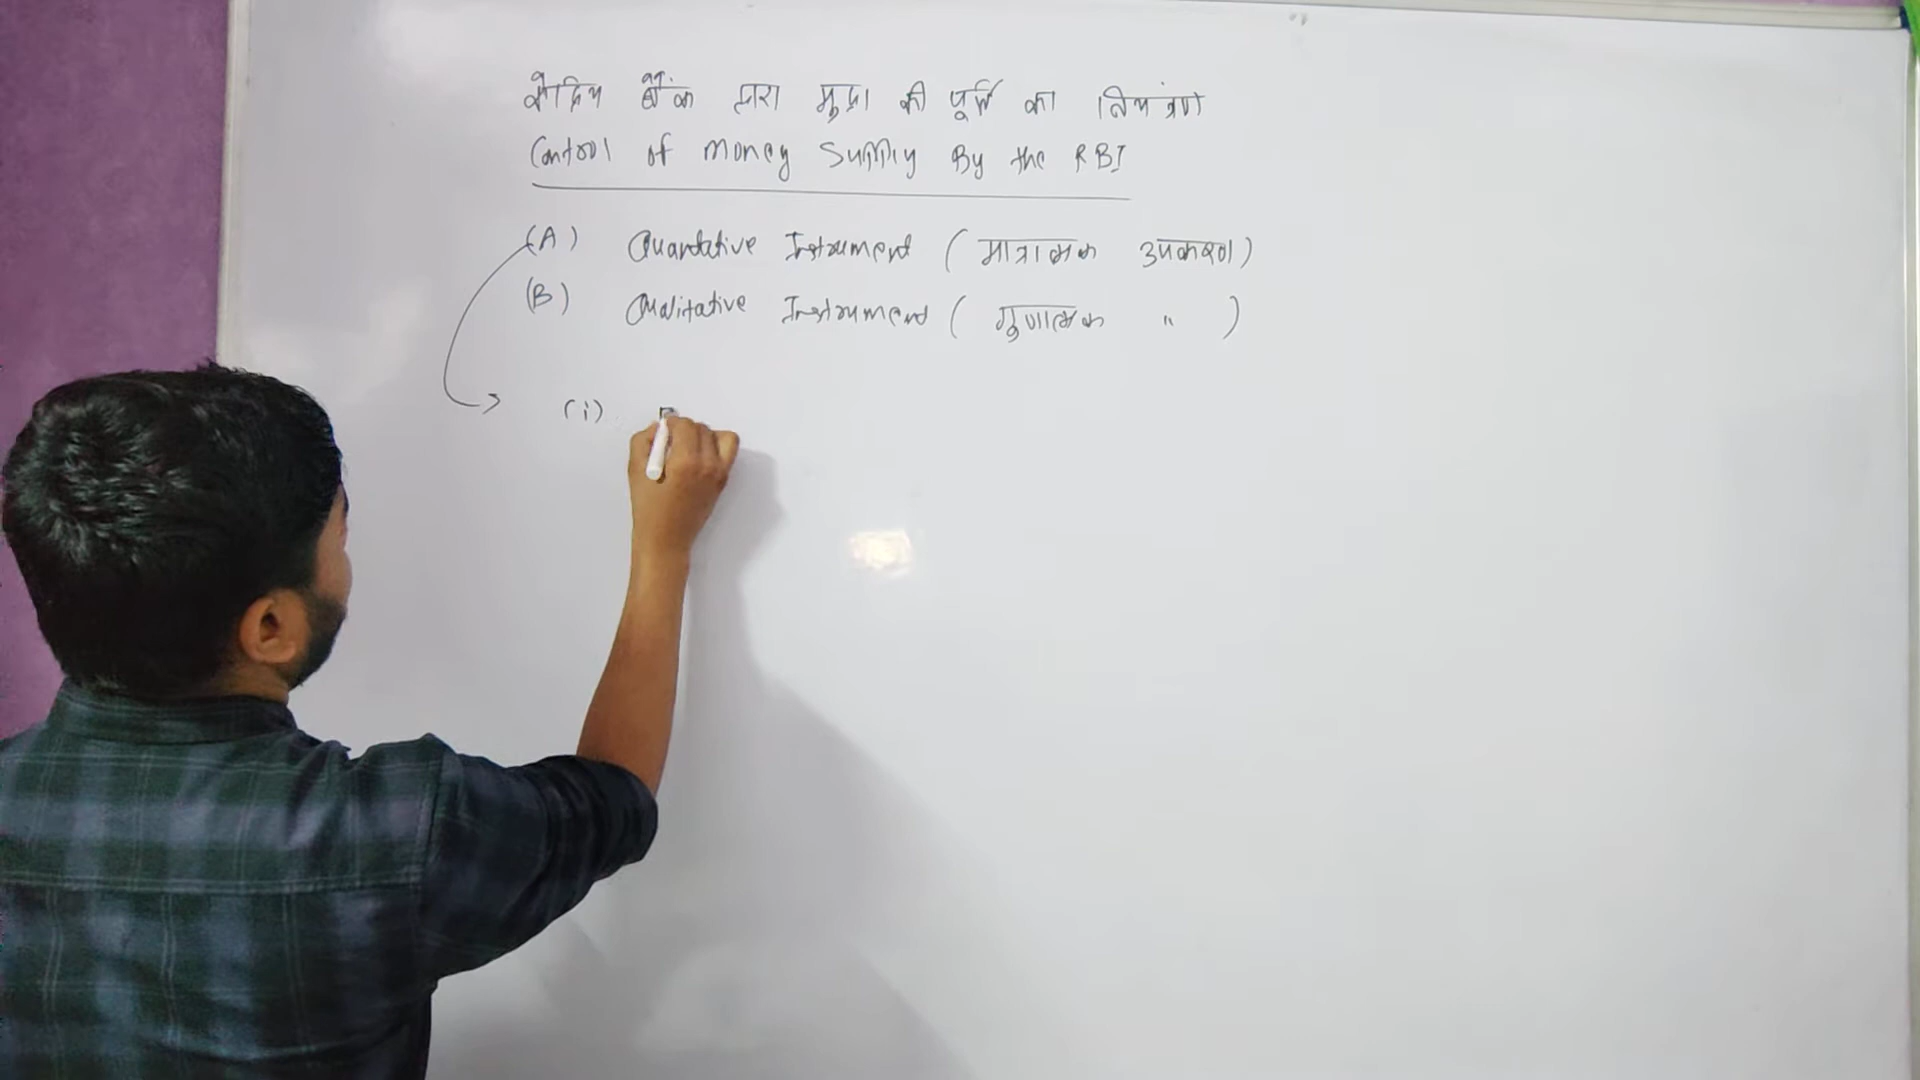 केंद्रिय बैंक द्वारा मुद्रा की पूर्ति का नियंत्रण
Control of Money Supply By the RBI
(A) Quantative Instrument (मात्रात्मक उपकरण)
(B) Qualitative Instrument (गुणात्मक " )
(i)